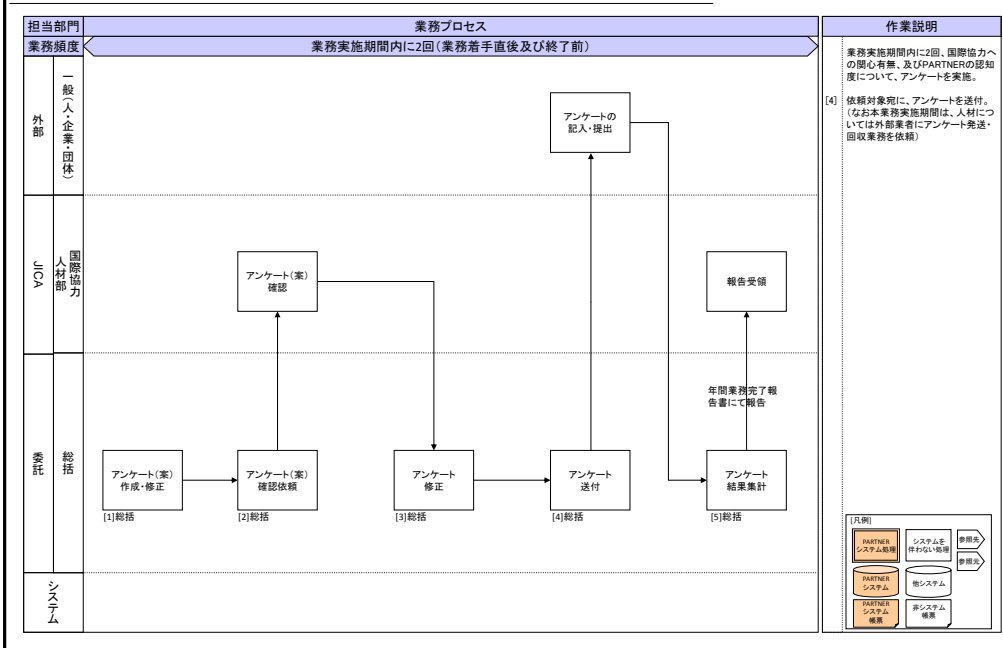 担当部門
業務プロセス
作業説明
業務頻度
業務実施期間内に2回（業務着手直後及び終了前）
外部
一般（人・企業・団体）
アンケートの
記入・提出
JICA
国際協力
人材部
アンケート（案）
確認
報告受領
年間業務完了報
告書にて報告
委託
総括
アンケート（案）
作成・修正
[1]総括
アンケート（案）
確認依頼
[2]総括
アンケート
修正
[3]総括
アンケート
送付
[4]総括
アンケート
結果集計
[5]総括
システム
業務実施期間内に2回、国際協力へ
の関心有無、及びPARTNERの認知
度について、アンケートを実施。
[4] 依頼対象宛に、アンケートを送付。
（なお本業務実施期間は、人材につ
いては外部業者にアンケート発送・
回収業務を依頼）
[凡例]
PARTNER
システム処理
システムを
伴わない処理
参照先
参照元
PARTNER
システム
他システム
PARTNER
システム
帳票
非システム
帳票